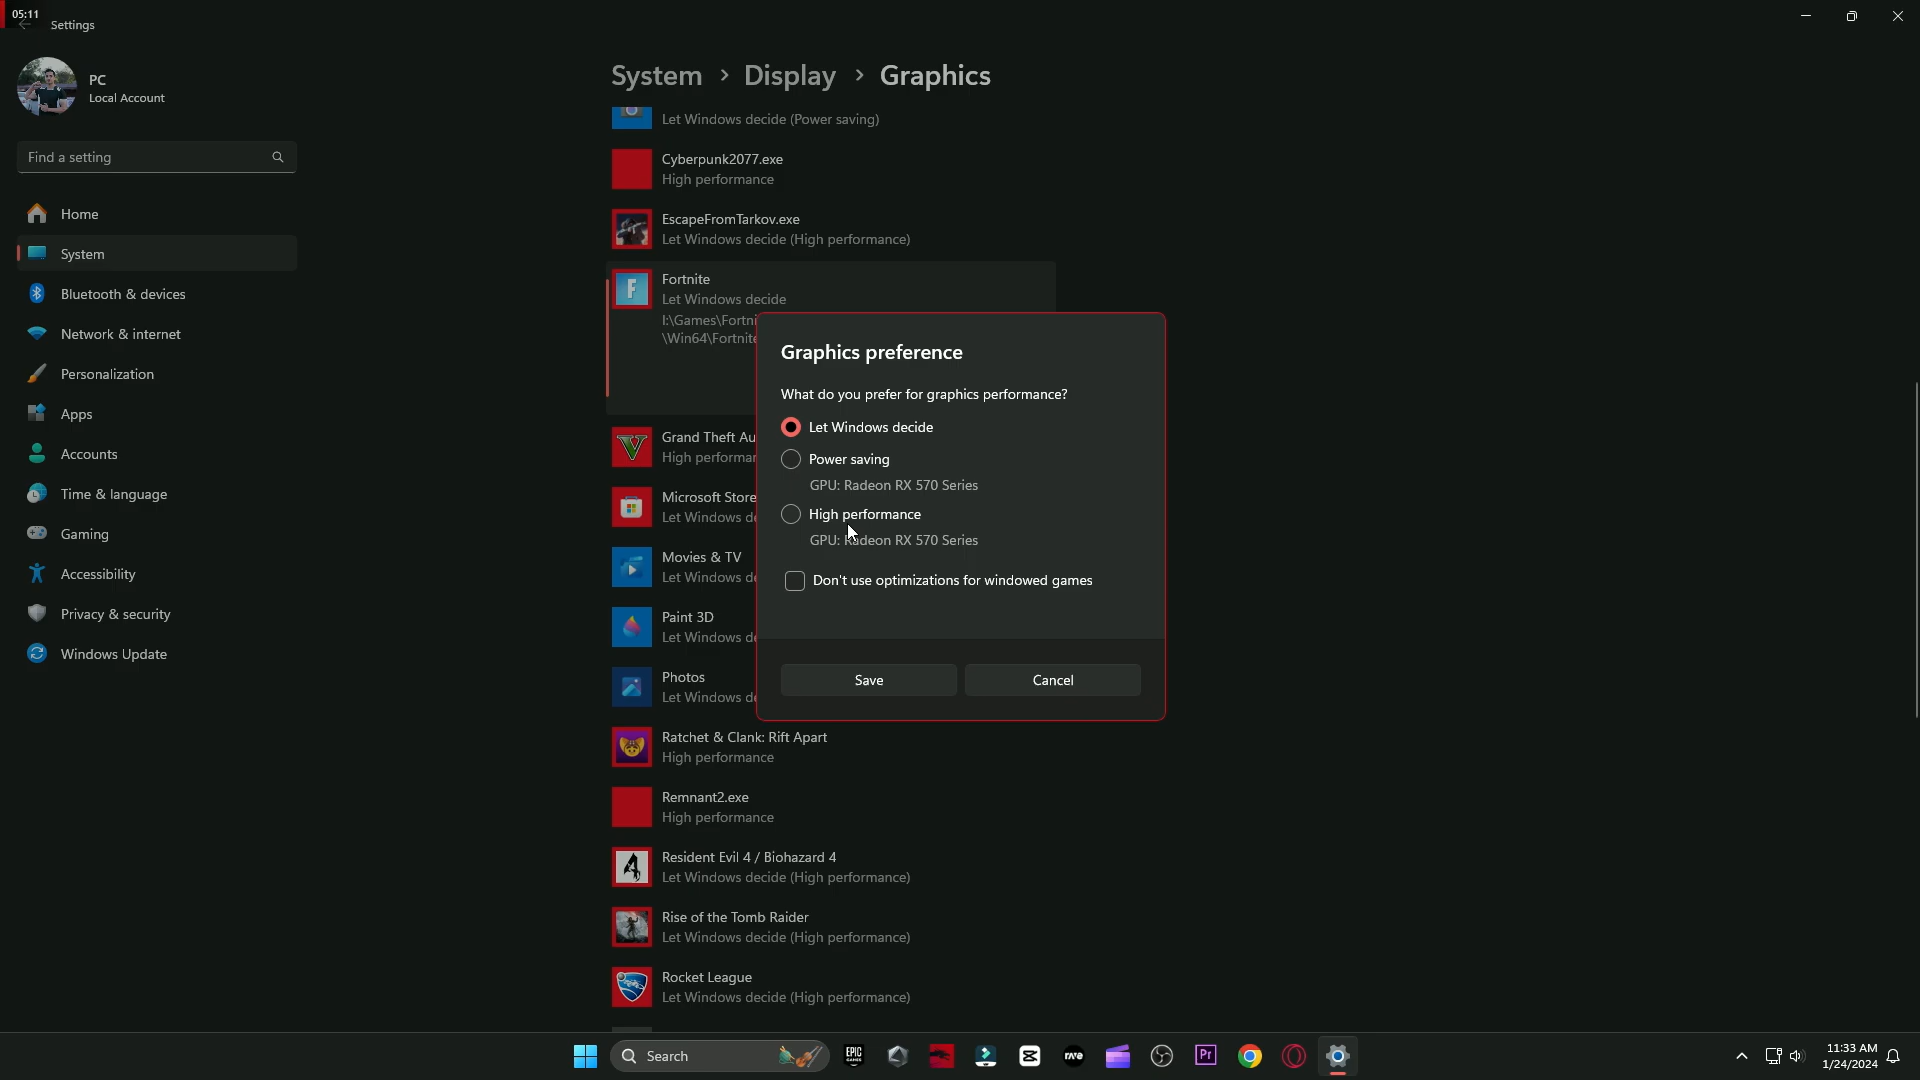 05:11
Settings
PC
Local Account
Find a setting
Home
System
Bluetooth & devices
Network & internet
Personalization
Apps
Accounts
Time & language
Gaming
Accessibility
Privacy & security
Windows Update
System > Display > Graphics
Let Windows decide (Power saving)
Cyberpunk2077.exe
High performance
EscapeFromTarkov.exe
Let Windows decide (High performance)
Fortnite
Let Windows decide
I:\Games\Fortni
\Win64\Fortnite
Grand Theft Au
High performan
Microsoft Store
Let Windows de
Movies & TV
Let Windows de
Paint 3D
Let Windows de
Photos
Let Windows de
Ratchet & Clank: Rift Apart
High performance
Remnant2.exe
High performance
Resident Evil 4 / Biohazard 4
Let Windows decide (High performance)
Rise of the Tomb Raider
Let Windows decide (High performance)
Rocket League
Let Windows decide (High performance)
Graphics preference
What do you prefer for graphics performance?
Let Windows decide
Power saving
GPU: Radeon RX 570 Series
High performance
GPU: Radeon RX 570 Series
Don't use optimizations for windowed games
Save
Cancel
Search
EPIC
GAMES
rave
Pr
11:33 AM
1/24/2024